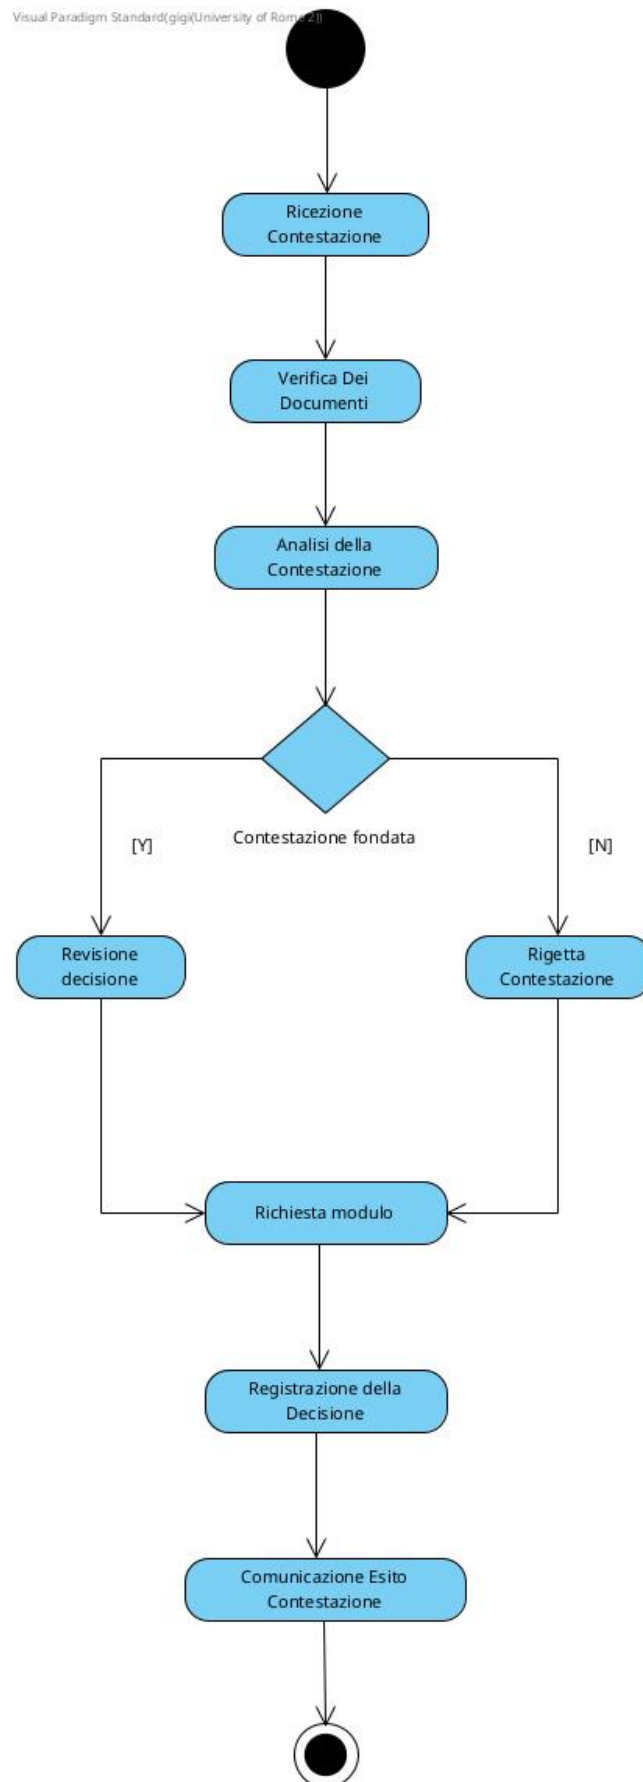 Visual Paradigm Standard(gigi(University of Rome 2))
Ricezione
Contestazione
Verifica Dei
Documenti
Analisi della
Contestazione
Contestazione fondata
[Y]
[N]
Revisione
decisione
Rigetta
Contestazione
Richiesta modulo
Registrazione della
Decisione
Comunicazione Esito
Contestazione